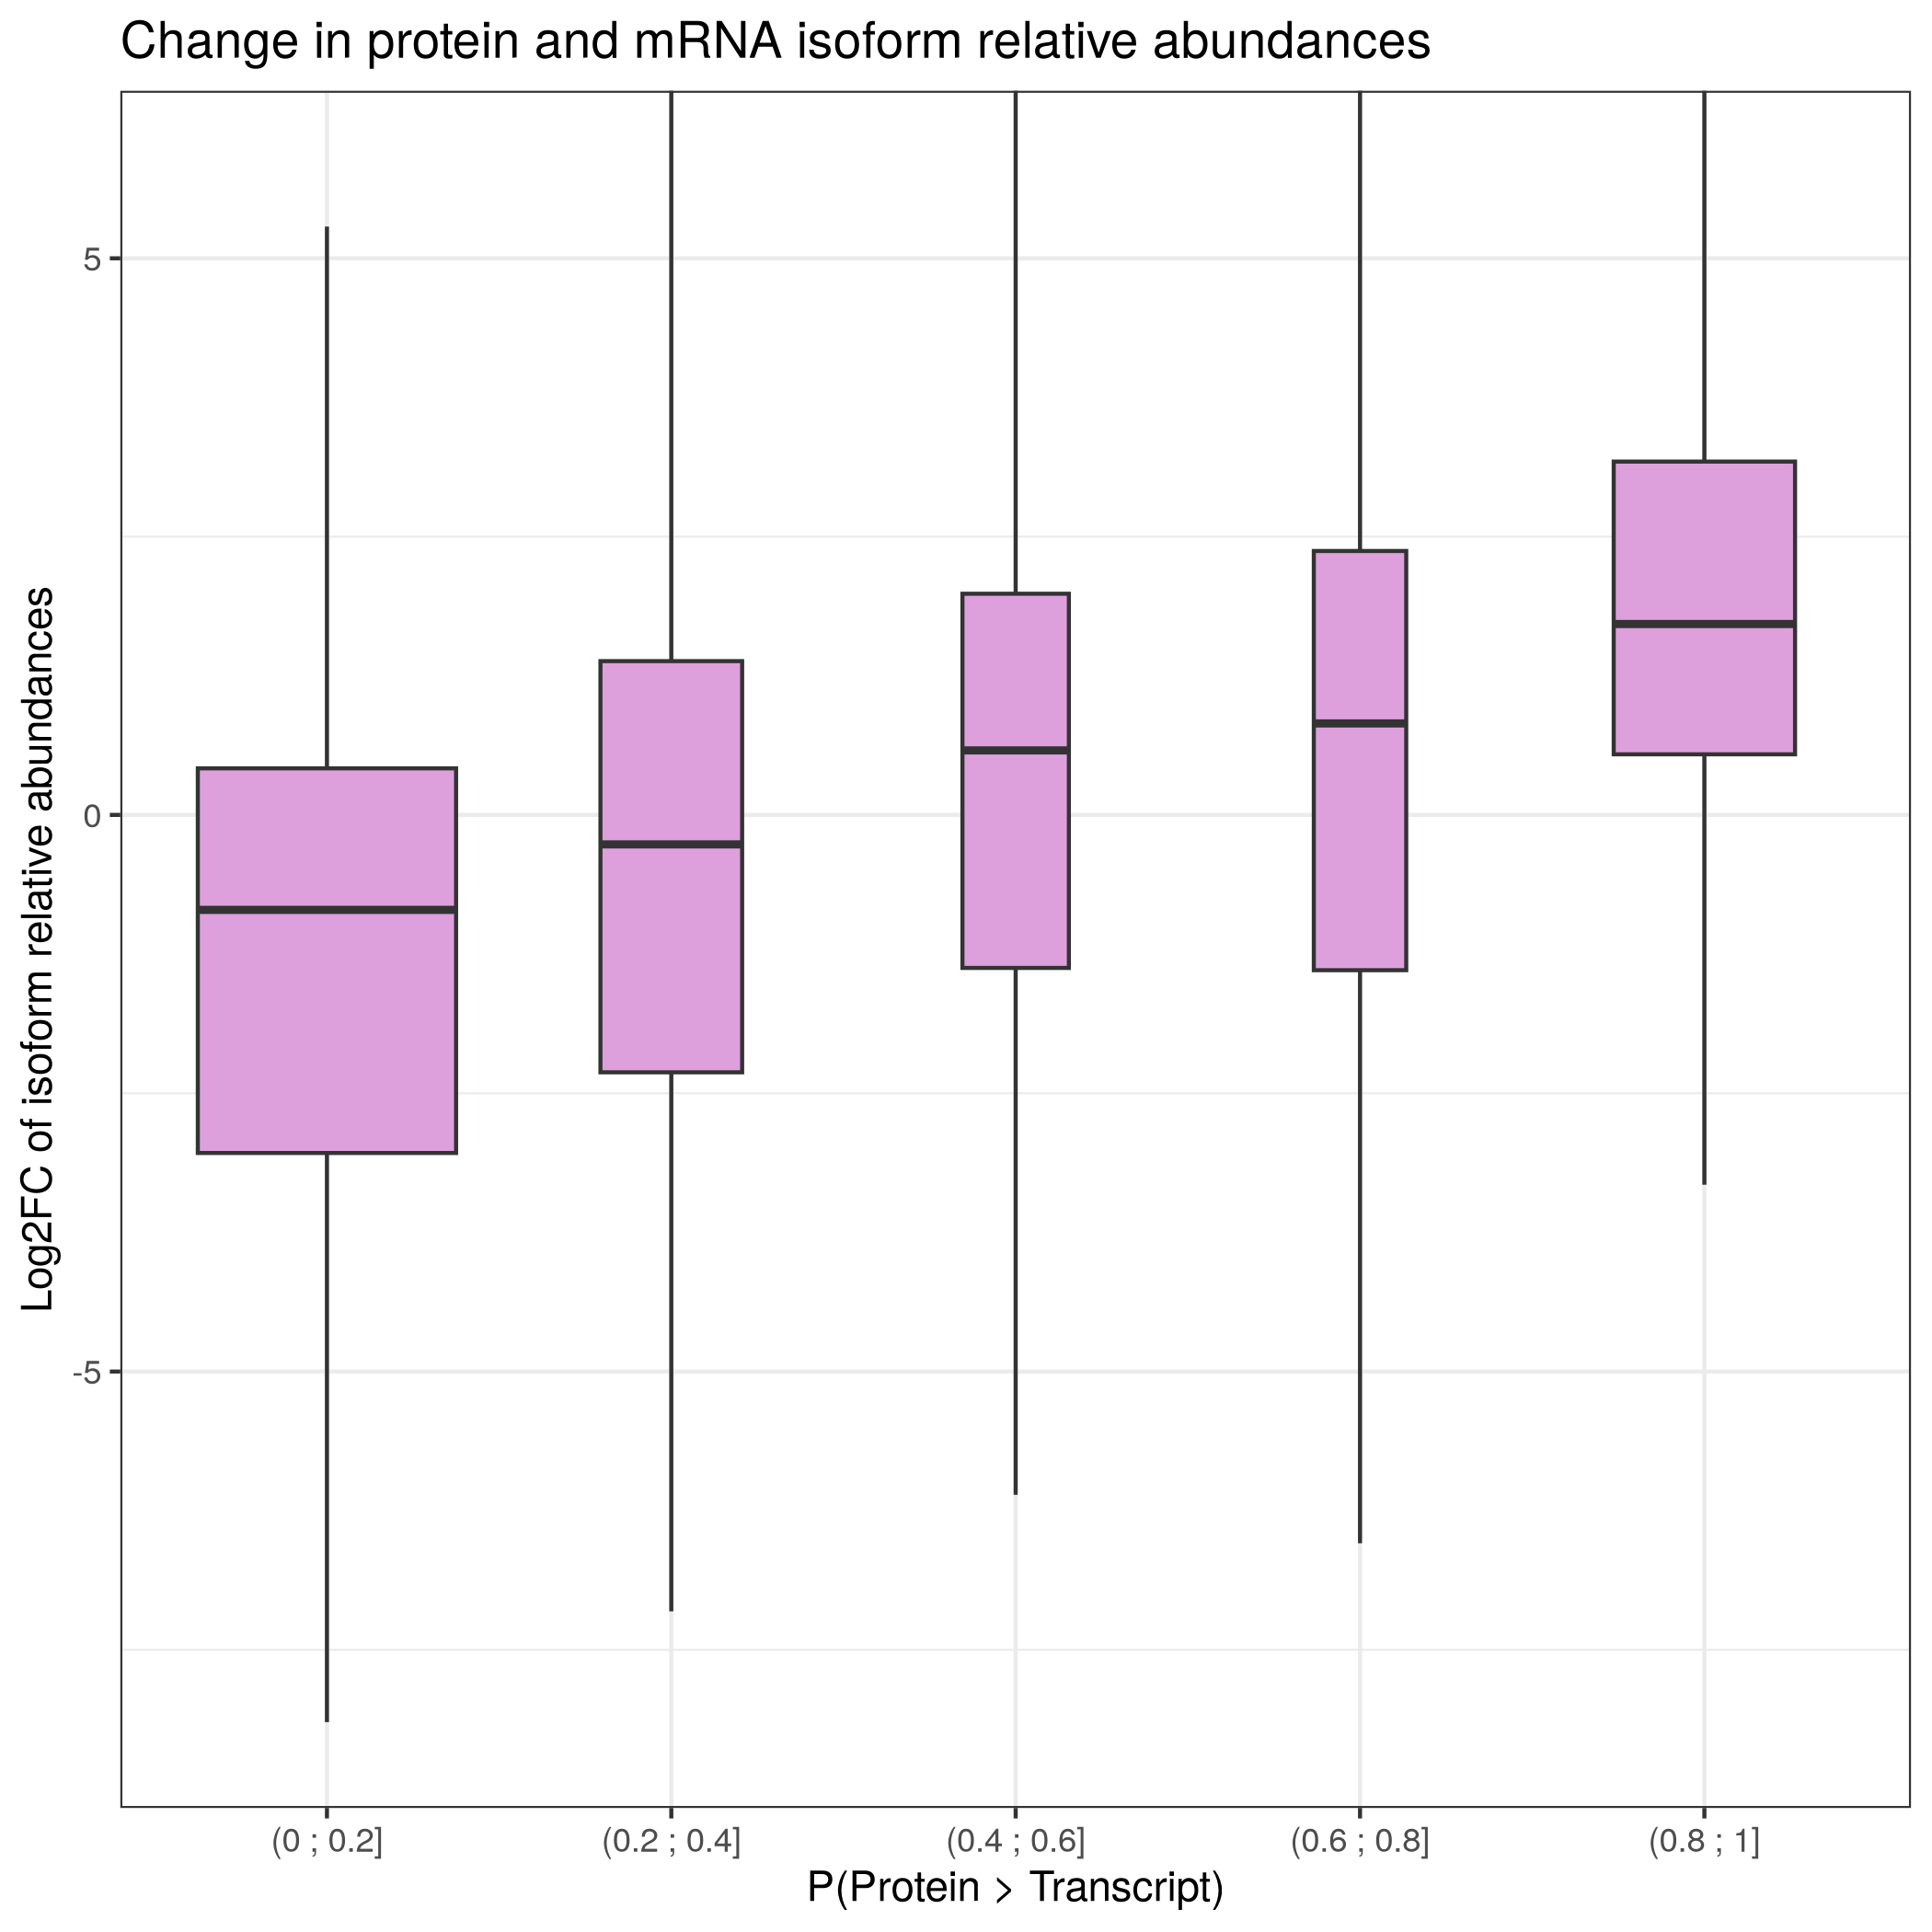 Change in protein and mRNA isoform relative abundances
Log2FC of isoform relative abundances
5
0
-5
(0 ; 0.2]
(0.2 ; 0.4]
(0.4 ; 0.6]
(0.6 ; 0.8]
(0.8 ; 1]
P(Protein > Transcript)